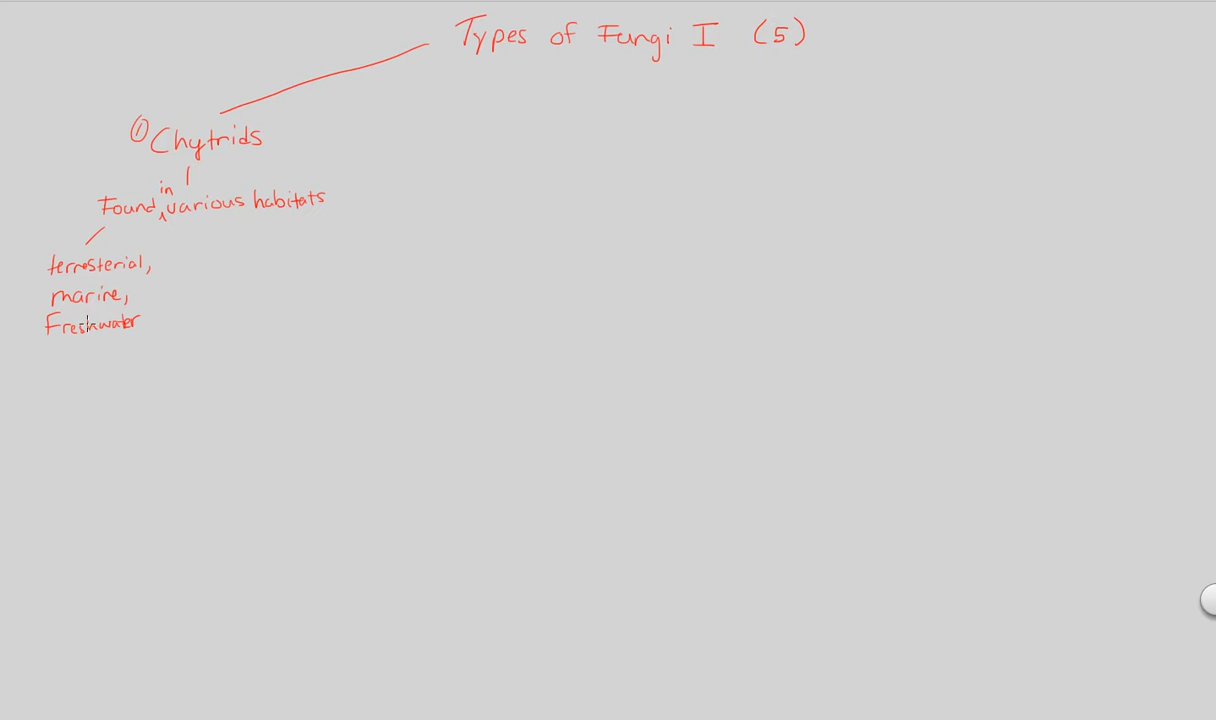 Types of Fungi I (5)
① Chytrids
Found in various habitats
terresterial,
marine,
Freshwater